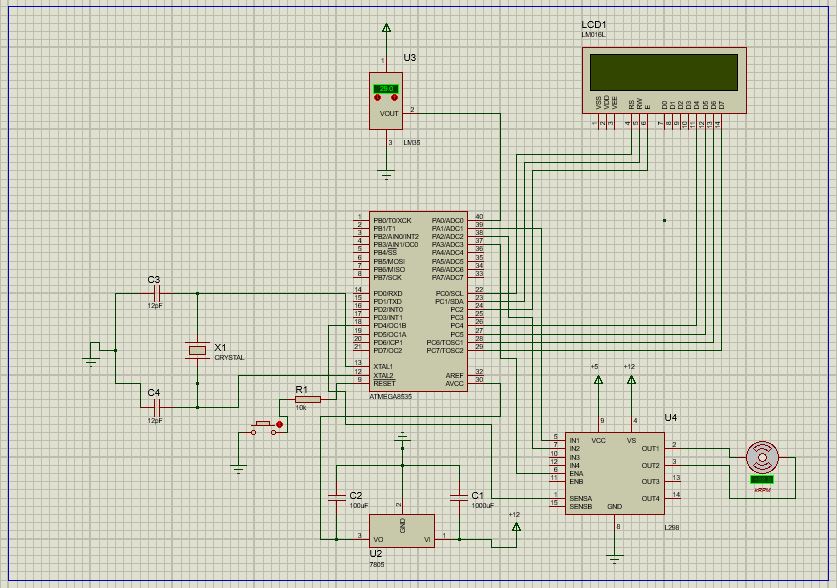 LCD1
LM016L
VSS VDD VEE RS RW E D0 D1 D2 D3 D4 D5 D6 D7
1 2 3 4 5 6 7 8 9 10 11 12 13 14
U3
1
29.0
VOUT 2
3
LM35
1 PB0/T0/XCK PA0/ADC0 40
2 PB1/T1 PA1/ADC1 39
3 PB2/AIN0/INT2 PA2/ADC2 38
4 PB3/AIN1/OC0 PA3/ADC3 37
5 PB4/SS PA4/ADC4 36
6 PB5/MOSI PA5/ADC5 35
7 PB6/MISO PA6/ADC6 34
8 PB7/SCK PA7/ADC7 33
14 PD0/RXD PC0/SCL 22
15 PD1/TXD PC1/SDA 23
16 PD2/INT0 PC2 24
17 PD3/INT1 PC3 25
18 PD4/OC1B PC4 26
19 PD5/OC1A PC5 27
20 PD6/ICP1 PC6/TOSC1 28
21 PD7/OC2 PC7/TOSC2 29
13 XTAL1
12 XTAL2 AREF 32
9 RESET AVCC 30
ATMEGA8535
C3
12pF
X1
CRYSTAL
C4
12pF
R1
10k
+5 +12
U4
9 4
VCC VS
5 IN1 OUT1 2
7 IN2 OUT2 3
10 IN3 OUT3 13
12 IN4 OUT4 14
6 ENA
11 ENB
1 SENSA
15 SENSB
GND
8
L298
kRPM
C2
100uF
C1
1000uF
+12
2
GND
3 VO VI 1
U2
7805